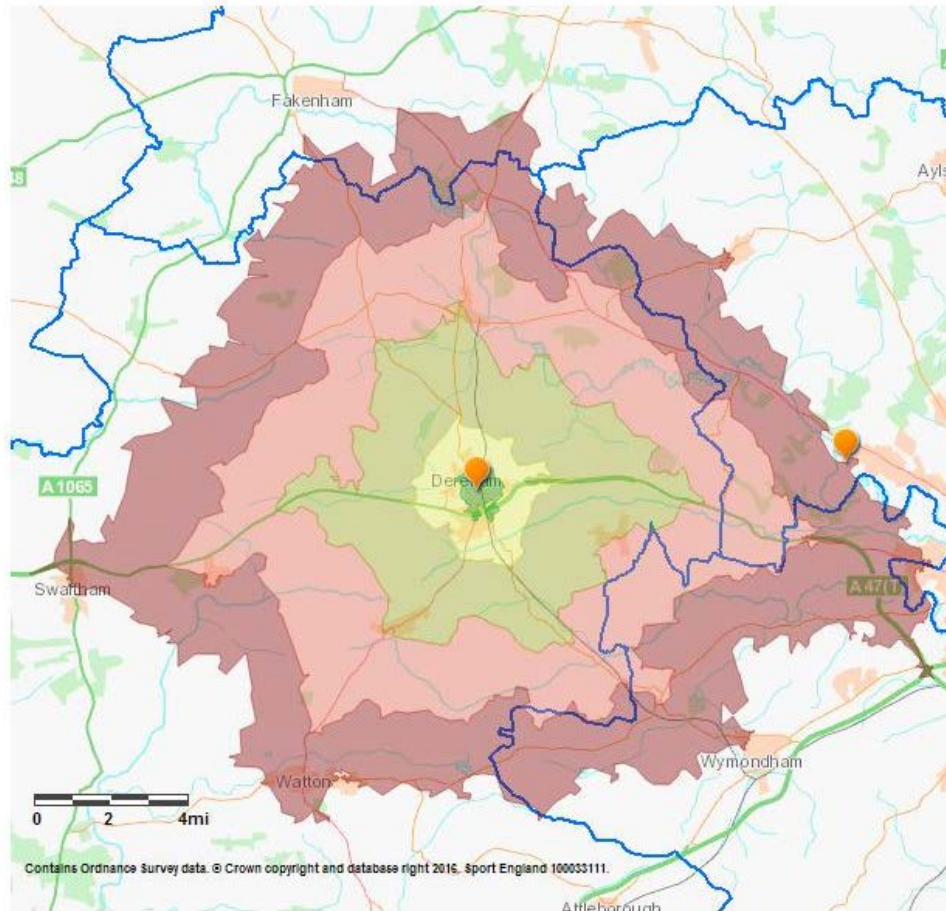 Fakenham
Ayls
Dereham
A 1065
Swaffham
A 47(T)
Wymondham
Watton
0 2 4mi
Contains Ordnance Survey data. © Crown copyright and database right 2016. Sport England 100033111.
Attleborough